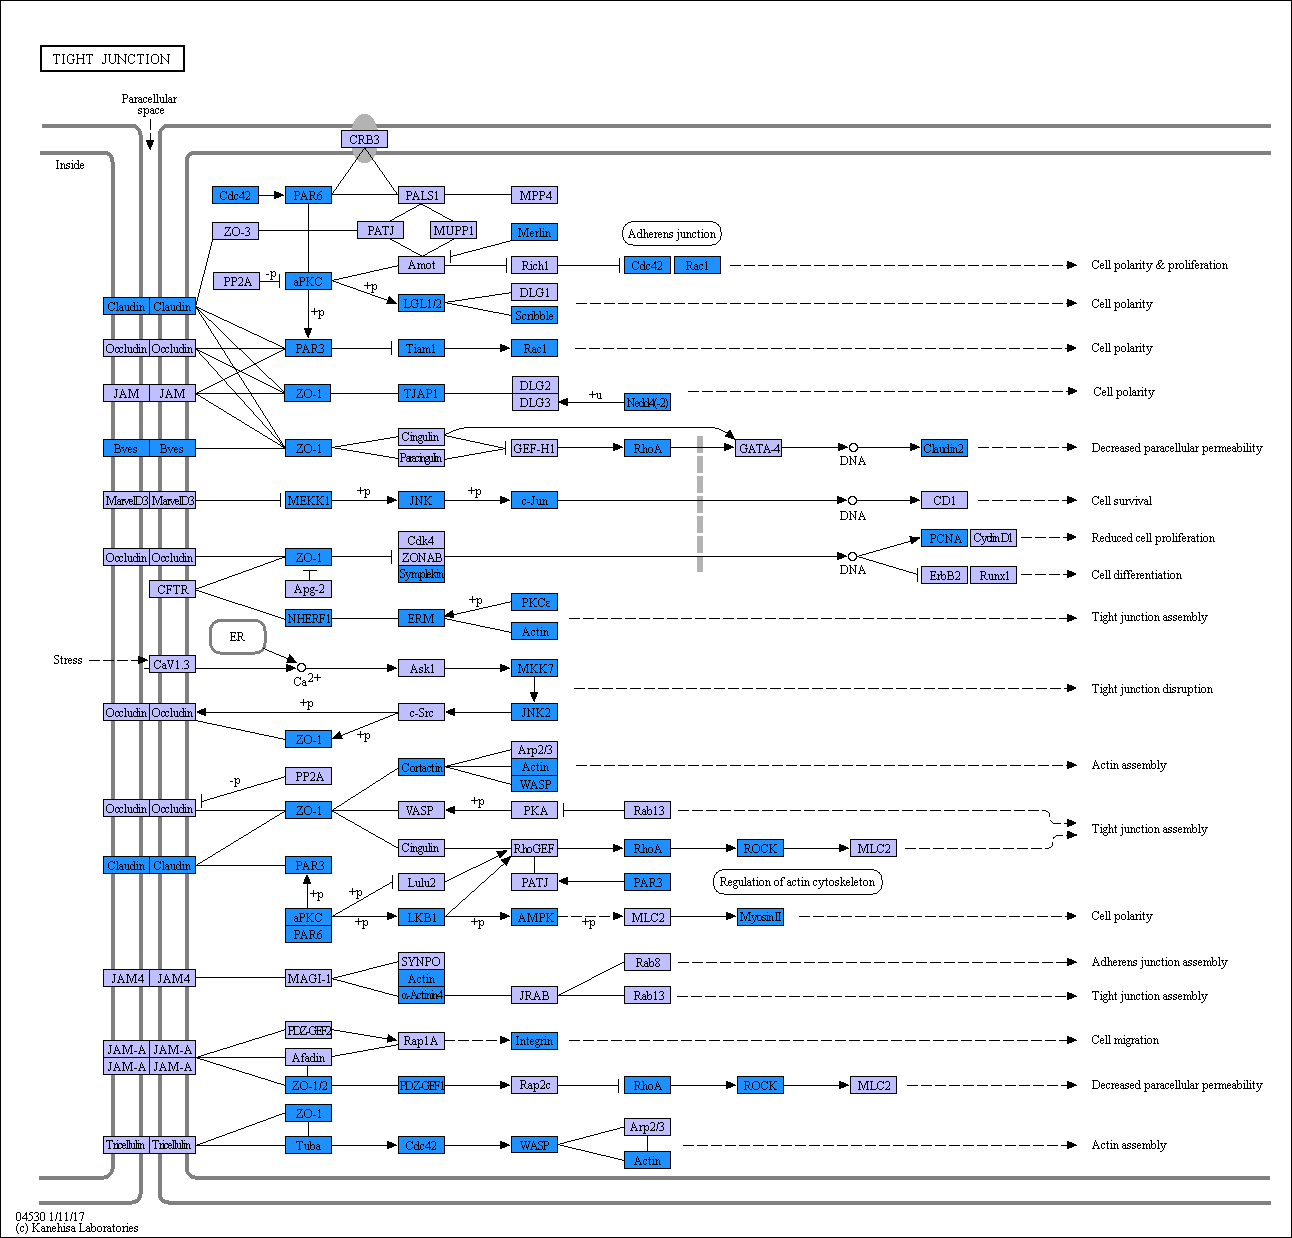 TIGHT JUNCTION
Paracellular
space
CRB3
Inside
Cdc42 PAR6 PALS1 MPP4
ZO-3 PATJ MUPP1 Merlin Adherens junction
Amot Rich1 Cdc42 Rac1 Cell polarity & proliferation
PP2A -p aPKC +p
DLG1
Claudin Claudin LGL1/2 Cell polarity
+p Scribble
Occludin Occludin PAR3 Tiam1 Rac1 Cell polarity
DLG2
JAM JAM ZO-1 TJAP1 Cell polarity
DLG3 +u Nedd4(-2)
Cingulin
Bves Bves ZO-1 GEF-H1 RhoA GATA-4 DNA Claudin2 Decreased paracellular permeability
Paracingulin
MarvelD3 MarvelD3 MEKK1 +p JNK +p c-Jun DNA CD1 Cell survival
Cdk4 PCNA CyclinD1 Reduced cell proliferation
Occludin Occludin ZO-1 ZONAB DNA
Symplekin ErbB2 Runx1 Cell differentiation
CFTR Apg-2
+p PKCε
NHERF1 ERM Tight junction assembly
Actin
ER
Stress CaV1.3 Ca2+ Ask1 MKK7
Tight junction disruption
Occludin Occludin +p c-Src JNK2
ZO-1 +p
Arp2/3
Cortactin Actin Actin assembly
WASP
-p PP2A
Occludin Occludin ZO-1 VASP +p PKA Rab13
Tight junction assembly
Cingulin RhoGEF RhoA ROCK MLC2
Claudin Claudin PAR3
Lulu2 PATJ PAR3 Regulation of actin cytoskeleton
+p +p
aPKC +p LKB1 +p AMPK +p MLC2 MyosinII Cell polarity
PAR6
SYNPO Rab8 Adherens junction assembly
JAM4 JAM4 MAGI-1 Actin
α-Actinin4 JRAB Rab13 Tight junction assembly
PDZ-GEF2
Rap1A Integrin Cell migration
JAM-A JAM-A Afadin
JAM-A JAM-A
ZO-1/2 PDZ-GEF1 Rap2c RhoA ROCK MLC2 Decreased paracellular permeability
ZO-1
Arp2/3
Tricellulin Tricellulin Tuba Cdc42 WASP Actin assembly
Actin
04530 1/11/17
(c) Kanehisa Laboratories